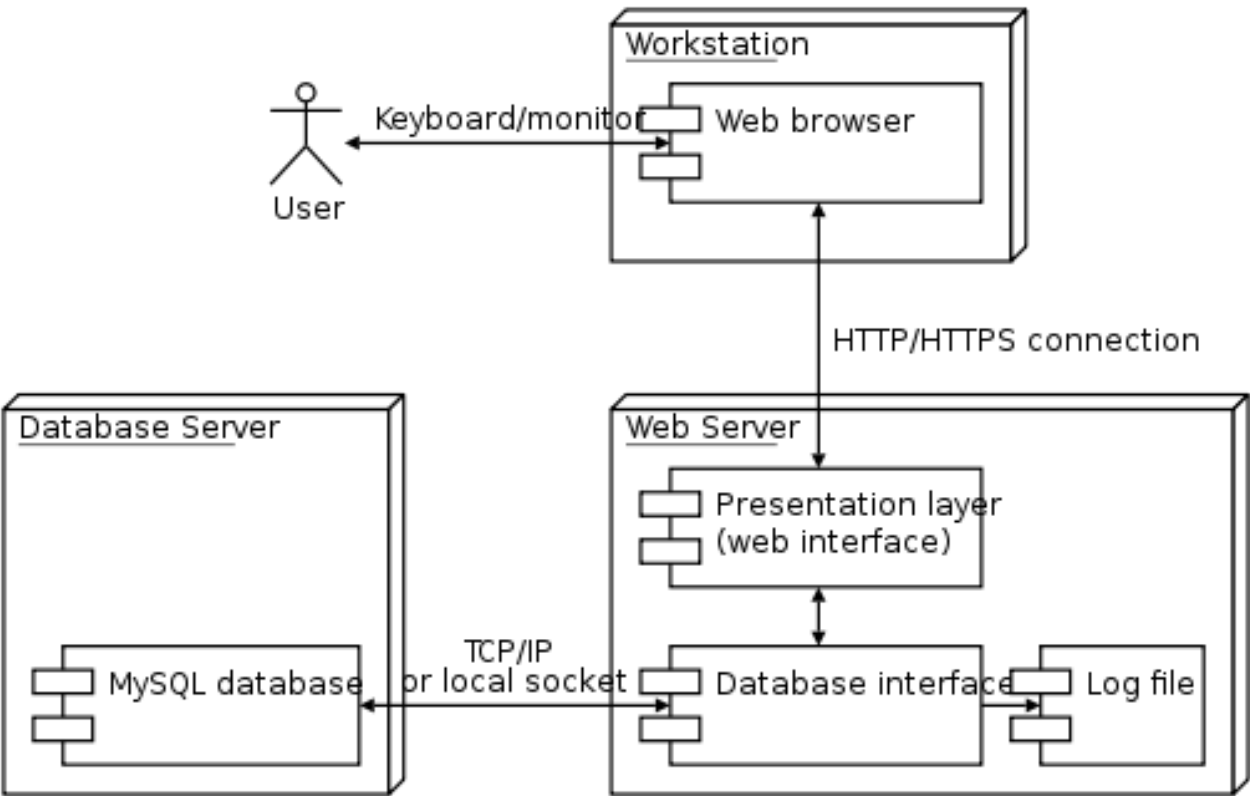 Workstation
Keyboard/monitor
Web browser
User
HTTP/HTTPS connection
Database Server
Web Server
Presentation layer
(web interface)
TCP/IP
or local socket
MySQL database
Database interface
Log file